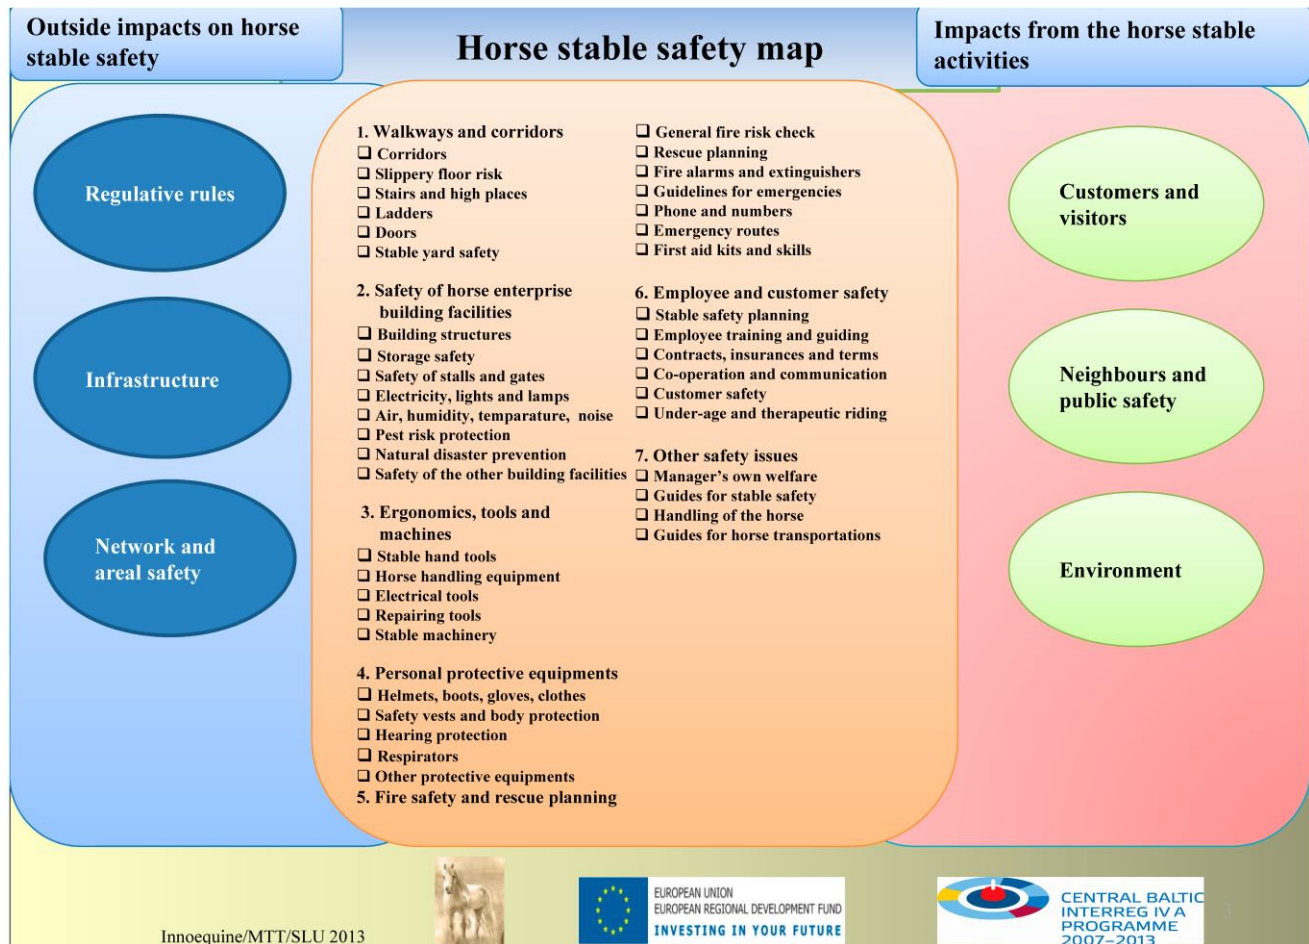 Outside impacts on horse
stable safety
Horse stable safety map
Impacts from the horse stable
activities
Regulative rules
Infrastructure
Network and
areal safety
1. Walkways and corridors
❑ Corridors
❑ Slippery floor risk
❑ Stairs and high places
❑ Ladders
❑ Doors
❑ Stable yard safety
2. Safety of horse enterprise
building facilities
❑ Building structures
❑ Storage safety
❑ Safety of stalls and gates
❑ Electricity, lights and lamps
❑ Air, humidity, temparature, noise
❑ Pest risk protection
❑ Natural disaster prevention
❑ Safety of the other building facilities
3. Ergonomics, tools and
machines
❑ Stable hand tools
❑ Horse handling equipment
❑ Electrical tools
❑ Repairing tools
❑ Stable machinery
4. Personal protective equipments
❑ Helmets, boots, gloves, clothes
❑ Safety vests and body protection
❑ Hearing protection
❑ Respirators
❑ Other protective equipments
5. Fire safety and rescue planning
❑ General fire risk check
❑ Rescue planning
❑ Fire alarms and extinguishers
❑ Guidelines for emergencies
❑ Phone and numbers
❑ Emergency routes
❑ First aid kits and skills
6. Employee and customer safety
❑ Stable safety planning
❑ Employee training and guiding
❑ Contracts, insurances and terms
❑ Co-operation and communication
❑ Customer safety
❑ Under-age and therapeutic riding
7. Other safety issues
❑ Manager's own welfare
❑ Guides for stable safety
❑ Handling of the horse
❑ Guides for horse transportations
Customers and
visitors
Neighbours and
public safety
Environment
Innoequine/MTT/SLU 2013
EUROPEAN UNION
EUROPEAN REGIONAL DEVELOPMENT FUND
INVESTING IN YOUR FUTURE
CENTRAL BALTIC
INTERREG IV A
PROGRAMME
2007–2013